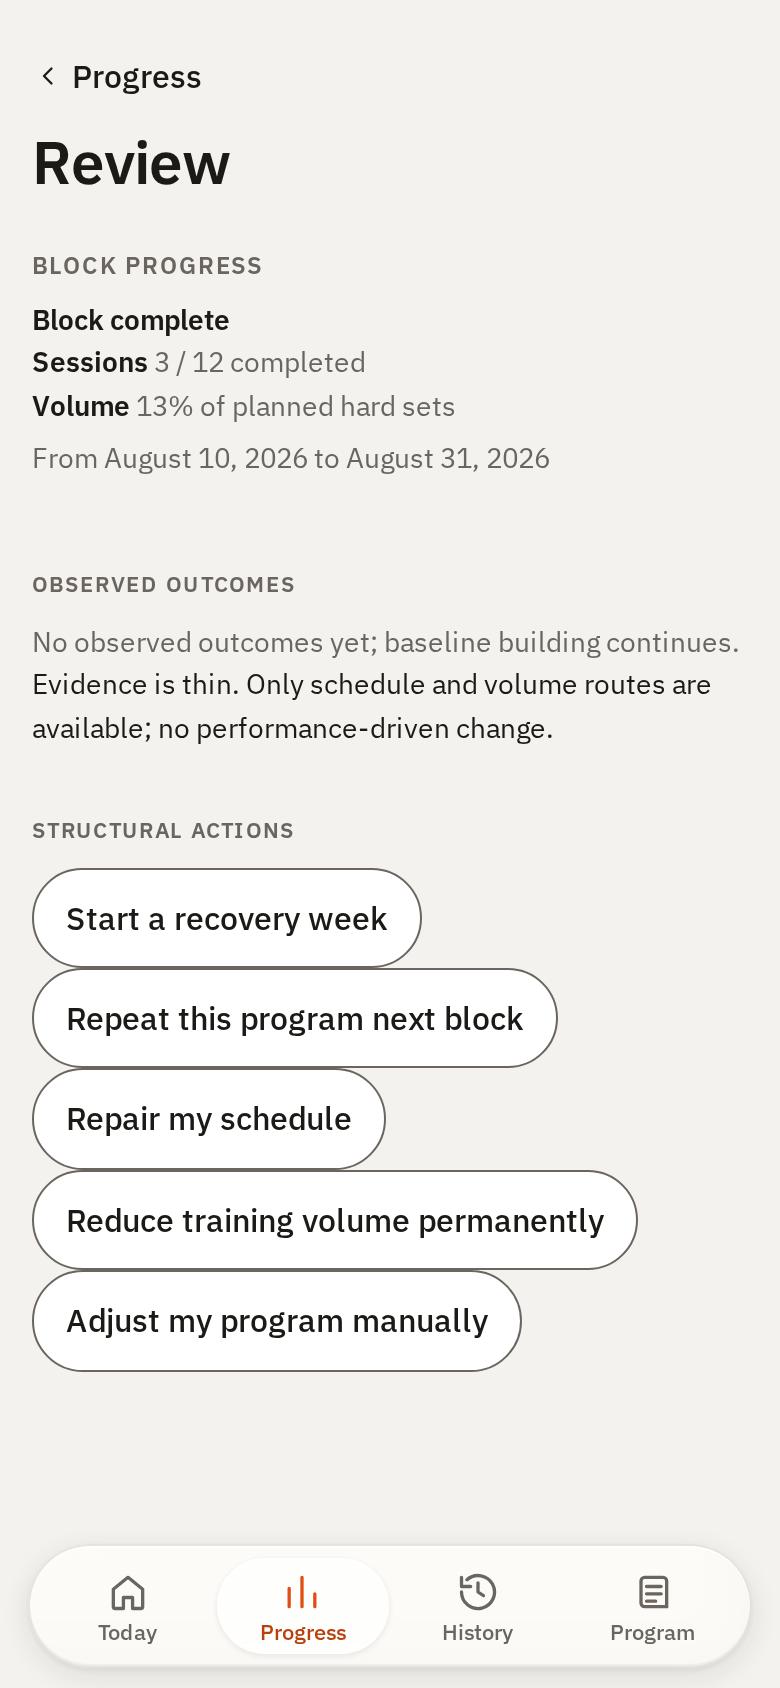 Progress
Review
BLOCK PROGRESS
Block complete
Sessions 3 / 12 completed
Volume 13% of planned hard sets
From August 10, 2026 to August 31, 2026
OBSERVED OUTCOMES
No observed outcomes yet; baseline building continues.
Evidence is thin. Only schedule and volume routes are
available; no performance-driven change.
STRUCTURAL ACTIONS
Start a recovery week
Repeat this program next block
Repair my schedule
Reduce training volume permanently
Adjust my program manually
Today Progress History Program